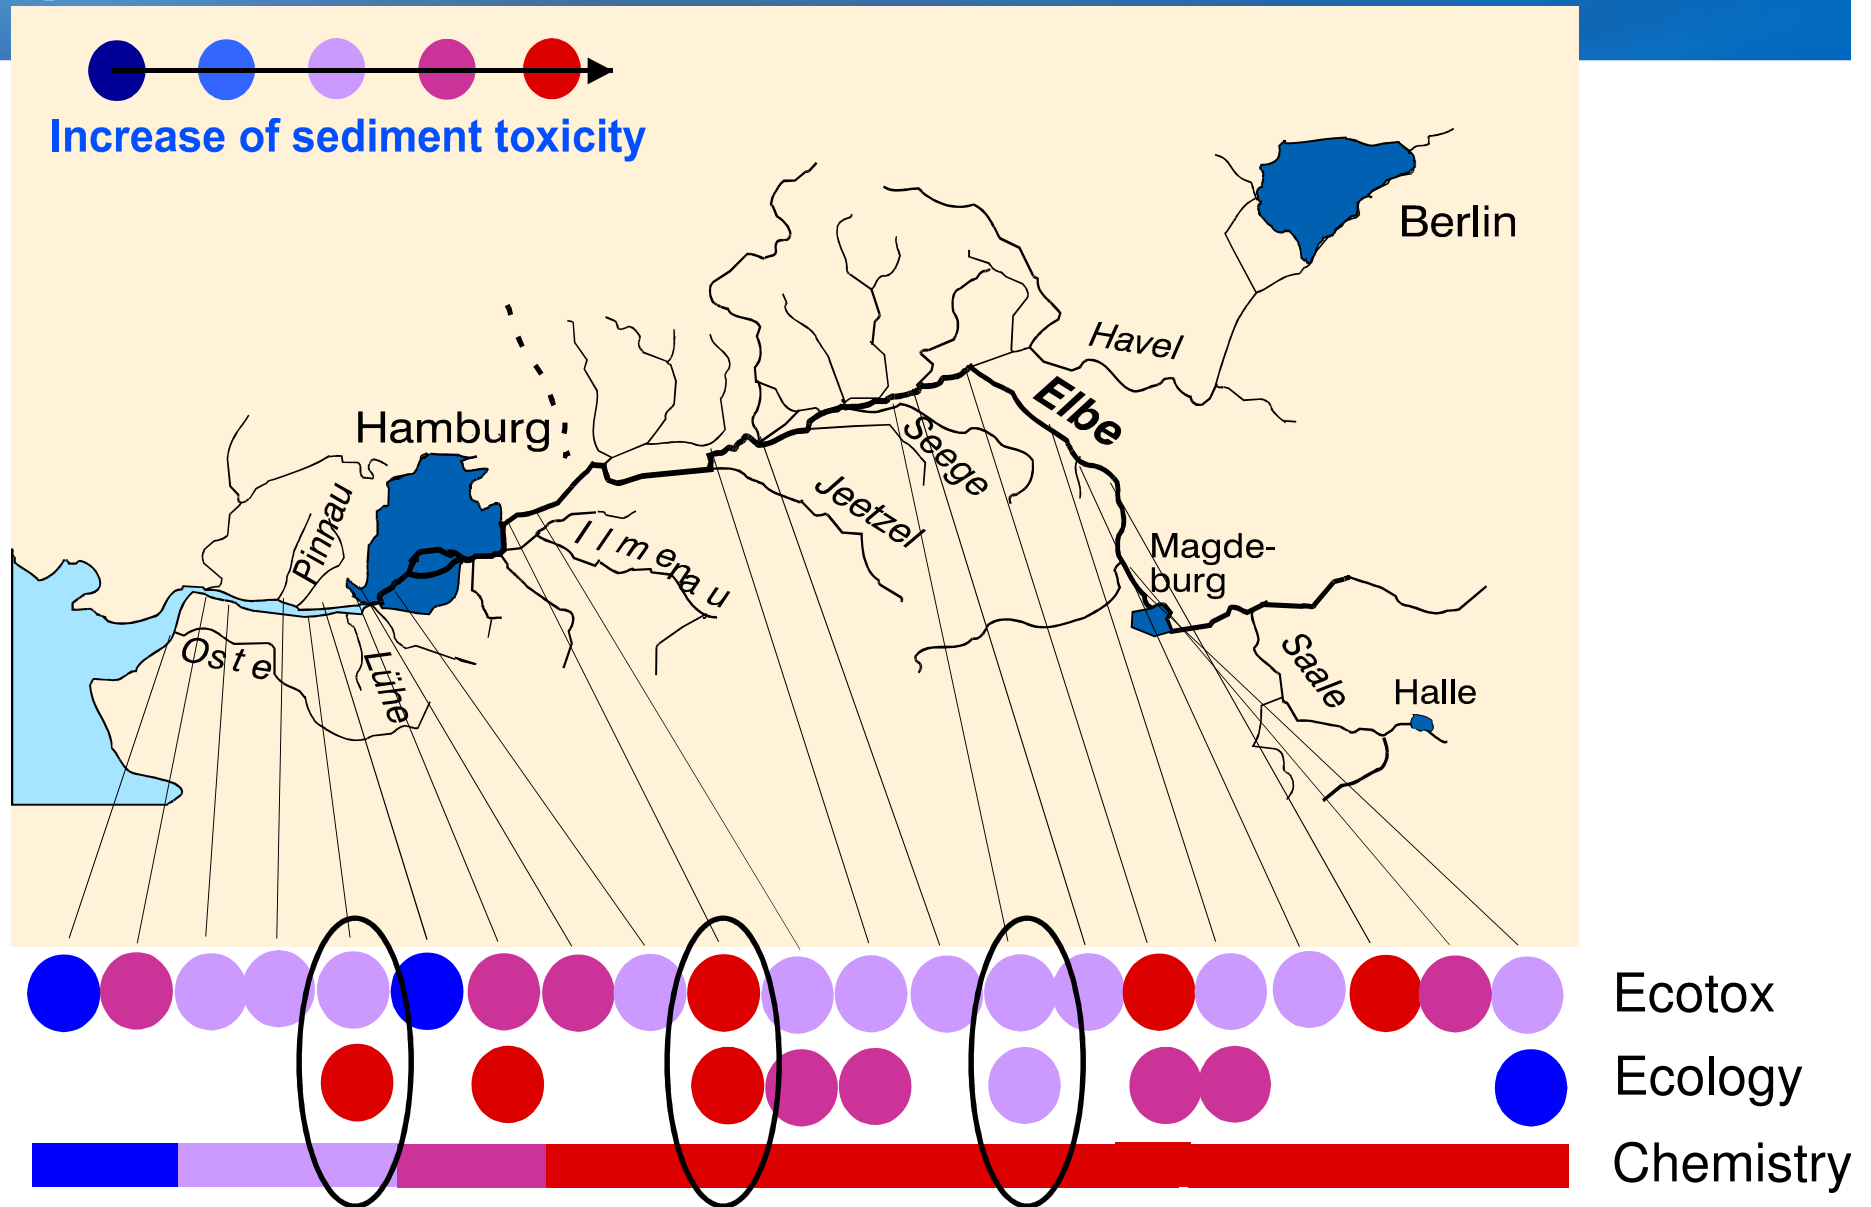 Increase of sediment toxicity
Berlin
Havel
Elbe
Hamburg
Seege
Jeetzel
Pinnau
Ilmenau
Magde-
burg
Oste
Lühe
Saale
Halle
Ecotox
Ecology
Chemistry